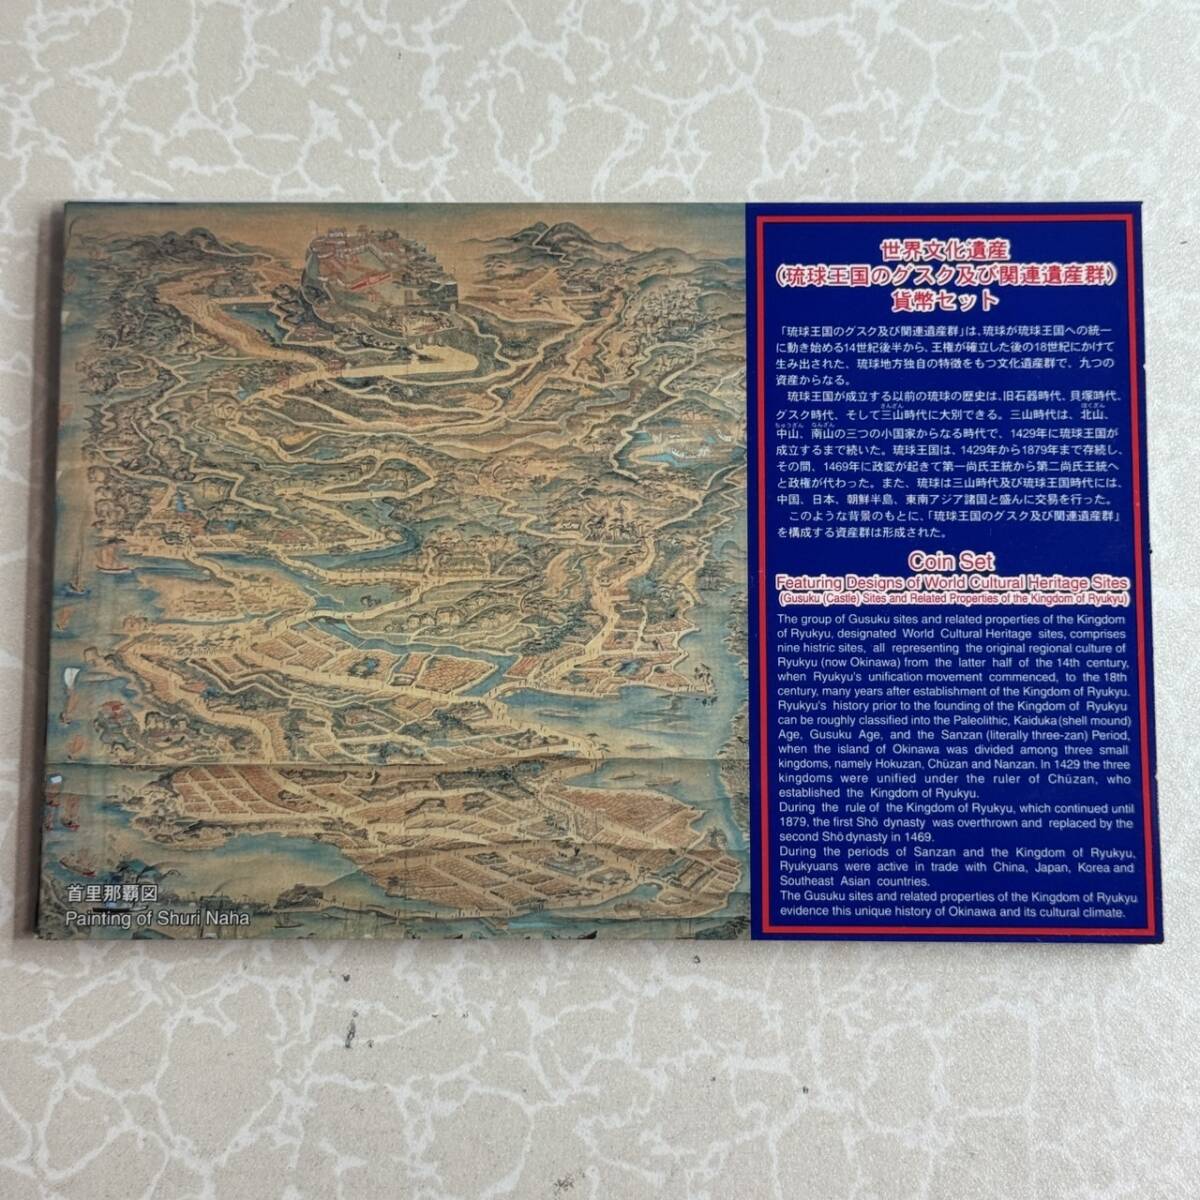 世界文化遺産
(琉球王国のグスク及び関連遺産群)
貨幣セット
「琉球王国のグスク及び関連遺産群」は、琉球が琉球王国への統一
に動き始める14世紀後半から、王権が確立した後の18世紀にかけて
生み出された、琉球地方独自の特徴をもつ文化遺産群で、九つの
資産からなる。
琉球王国が成立する以前の琉球の歴史は、旧石器時代、貝塚時代、
グスク時代、そして三山時代に大別できる。三山時代は、北山、
中山、南山の三つの小国家からなる時代で、1429年に琉球王国が
成立するまで続いた。琉球王国は、1429年から1879年まで存続し、
その間、1469年に政変が起きて第一尚氏王統から第二尚氏王統へ
と政権が代わった。また、琉球は三山時代及び琉球王国時代には、
中国、日本、朝鮮半島、東南アジア諸国と盛んに交易を行った。
このような背景のもとに、「琉球王国のグスク及び関連遺産群」
を構成する資産群は形成された。
Coin Set
Featuring Designs of World Cultural Heritage Sites
(Gusuku (Castle) Sites and Related Properties of the Kingdom of Ryukyu)
The group of Gusuku sites and related properties of the Kingdom
of Ryukyu, designated World Cultural Heritage sites, comprises
nine histric sites, all representing the original regional culture of
Ryukyu (now Okinawa) from the latter half of the 14th century,
when Ryukyu's unification movement commenced, to the 18th
century, many years after establishment of the Kingdom of Ryukyu.
Ryukyu's history prior to the founding of the Kingdom of Ryukyu
can be roughly classified into the Paleolithic, Kaiduka (shell mound)
Age, Gusuku Age, and the Sanzan (literally three-zan) Period,
when the island of Okinawa was divided among three small
kingdoms, namely Hokuzan, Chūzan and Nanzan. In 1429 the three
kingdoms were unified under the ruler of Chūzan, who
established the Kingdom of Ryukyu.
During the rule of the Kingdom of Ryukyu, which continued until
1879, the first Shō dynasty was overthrown and replaced by the
second Shō dynasty in 1469.
During the periods of Sanzan and the Kingdom of Ryukyu,
Ryukyuans were active in trade with China, Japan, Korea and
Southeast Asian countries.
The Gusuku sites and related properties of the Kingdom of Ryukyu
evidence this unique history of Okinawa and its cultural climate.
首里那覇図
Painting of Shuri Naha